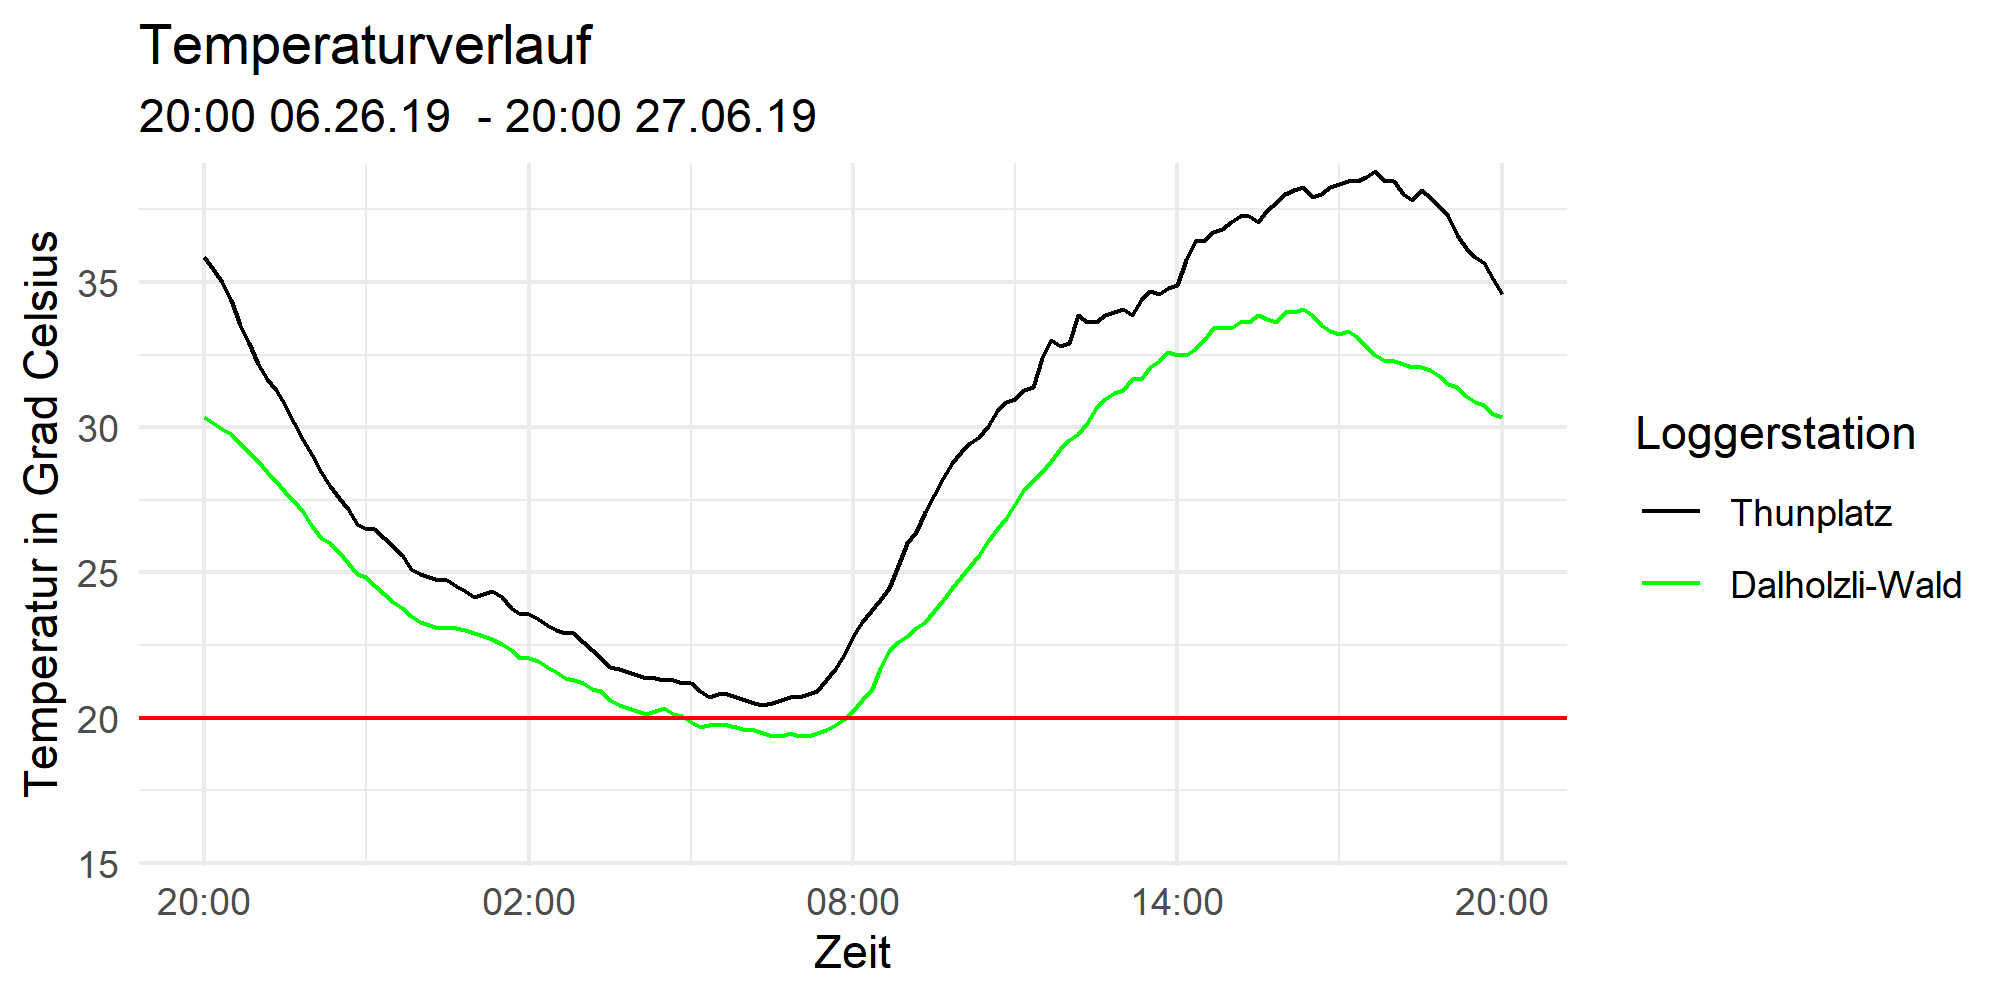 Temperaturverlauf
20:00 06.26.19  - 20:00 27.06.19
Temperatur in Grad Celsius
35
30
25
20
15
20:00 02:00 08:00 14:00 20:00
Zeit
Loggerstation
Thunplatz
Dalholzli-Wald